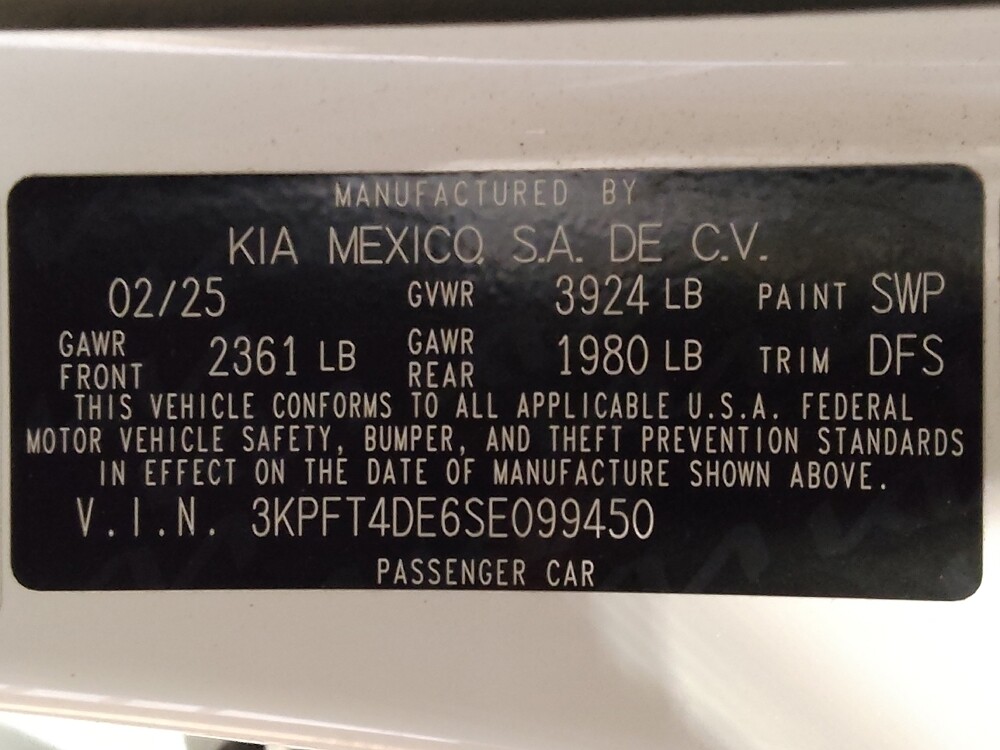 MANUFACTURED BY
KIA MEXICO, S.A. DE C.V.
02/25 GVWR 3924 LB PAINT SWP
GAWR FRONT 2361 LB GAWR REAR 1980 LB TRIM DFS
THIS VEHICLE CONFORMS TO ALL APPLICABLE U.S.A. FEDERAL
MOTOR VEHICLE SAFETY, BUMPER, AND THEFT PREVENTION STANDARDS
IN EFFECT ON THE DATE OF MANUFACTURE SHOWN ABOVE.
V.I.N. 3KPFT4DE6SE099450
PASSENGER CAR